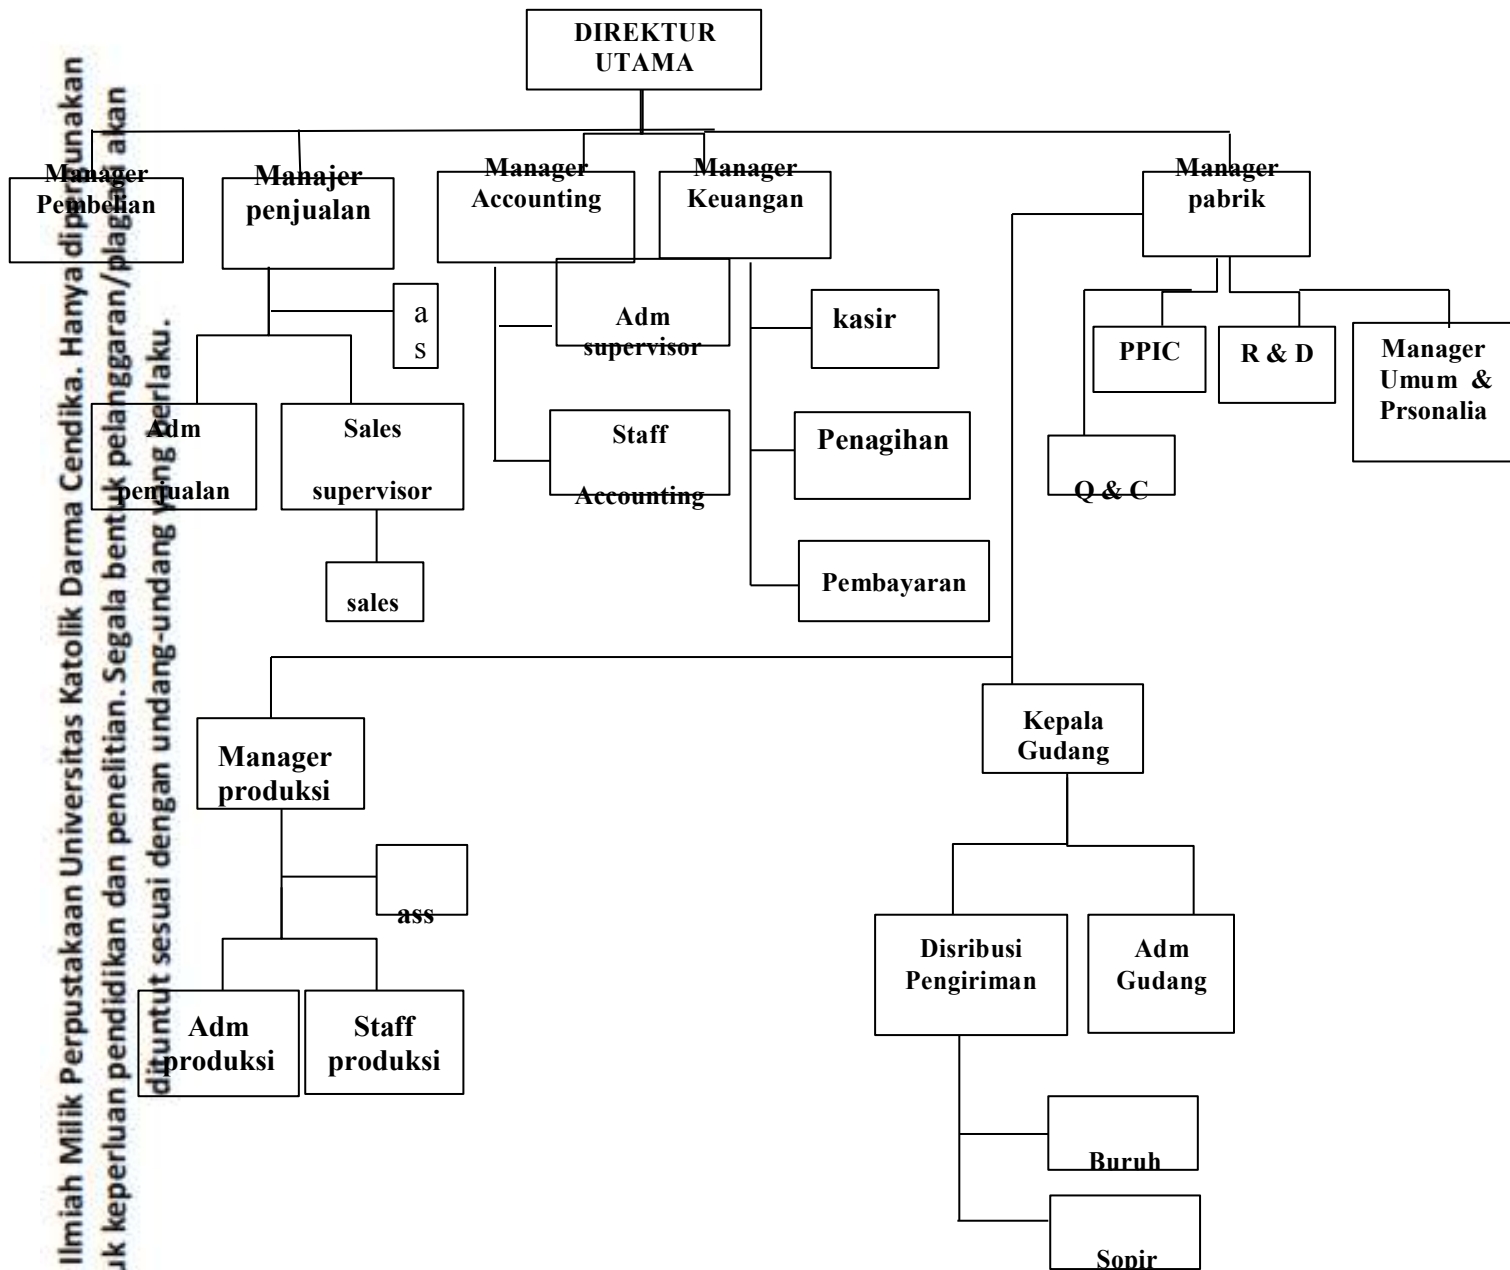 DIREKTUR
UTAMA
Manager
Pembelian
Manajer
penjualan
Manager
Accounting
Manager
Keuangan
Manager
pabrik
a
s
Adm
supervisor
kasir
PPIC
R & D
Manager
Umum & 
Prsonalia
Adm
penjualan
Sales
supervisor
Staff
Accounting
Penagihan
Q & C
sales
Pembayaran
Manager
produksi
Kepala
Gudang
ass
Disribusi
Pengiriman
Adm
Gudang
Adm
produksi
Staff
produksi
Buruh
Sopir
Ilmiah Milik Perpustakaan Universitas Katolik Darma Cendika. Hanya dipergunakan
uk keperluan pendidikan dan penelitian. Segala bentuk pelanggaran/plagiasi akan
dituntut sesuai dengan undang-undang yang berlaku.